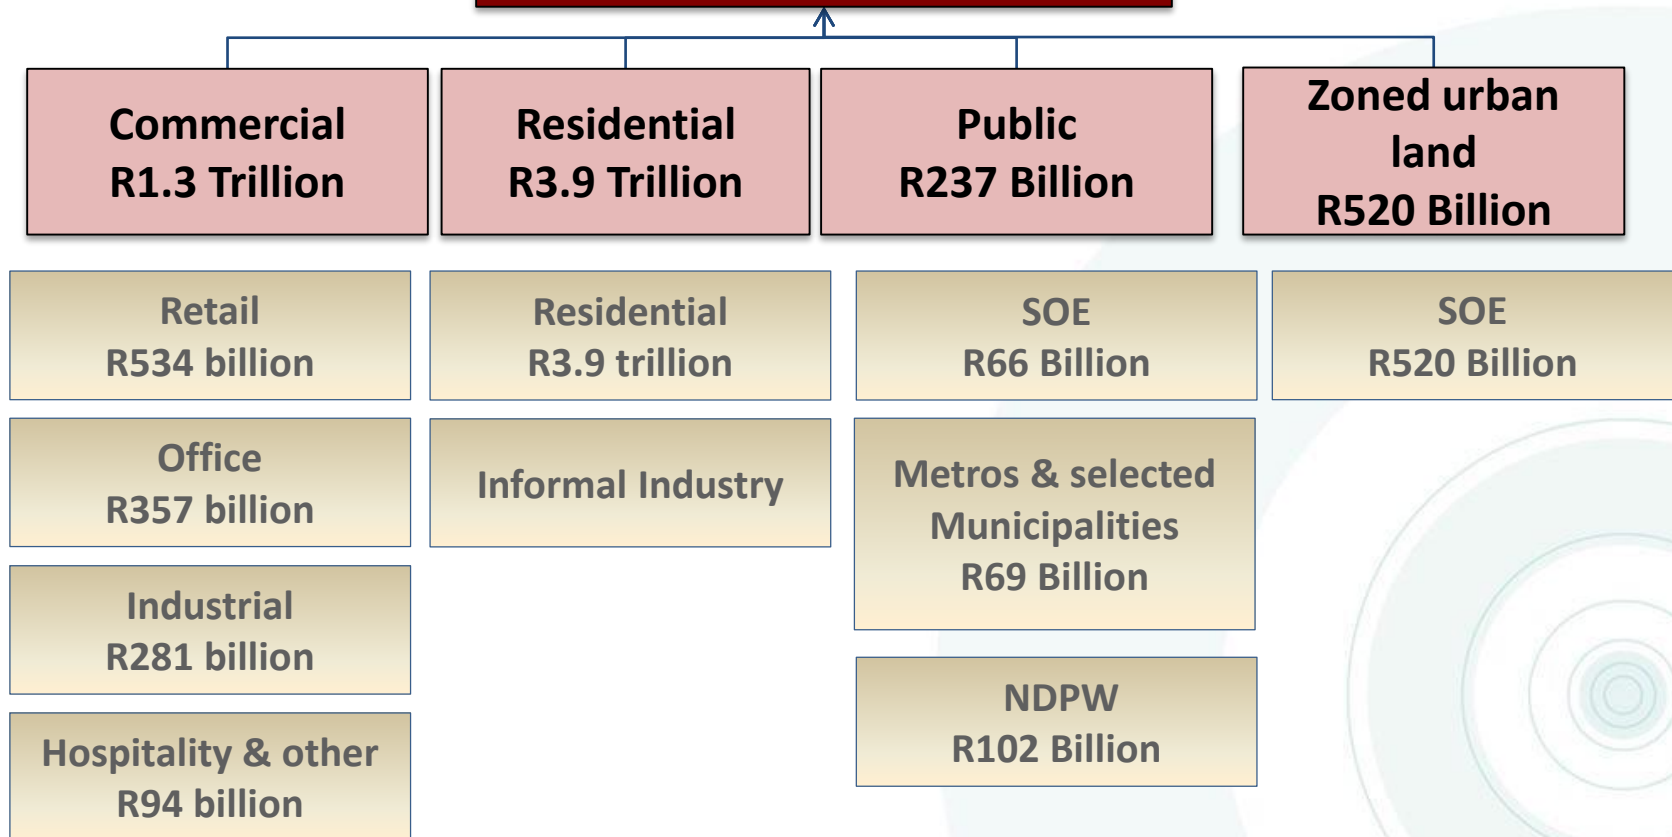 Commercial
R1.3 Trillion
Residential
R3.9 Trillion
Public
R237 Billion
Zoned urban
land
R520 Billion
Retail
R534 billion
Residential
R3.9 trillion
SOE
R66 Billion
SOE
R520 Billion
Office
R357 billion
Informal Industry
Metros & selected
Municipalities
R69 Billion
Industrial
R281 billion
NDPW
R102 Billion
Hospitality & other
R94 billion